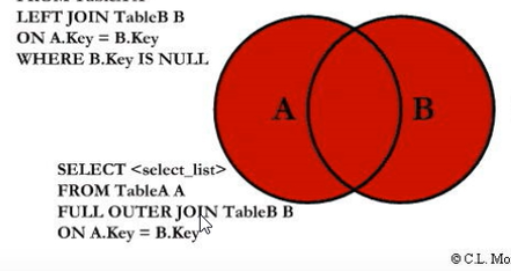 LEFT JOIN TableB B
ON A.Key = B.Key
WHERE B.Key IS NULL
A
B
SELECT <select_list>
FROM TableA A
FULL OUTER JOIN TableB B
ON A.Key = B.Key
© C.L. Mo